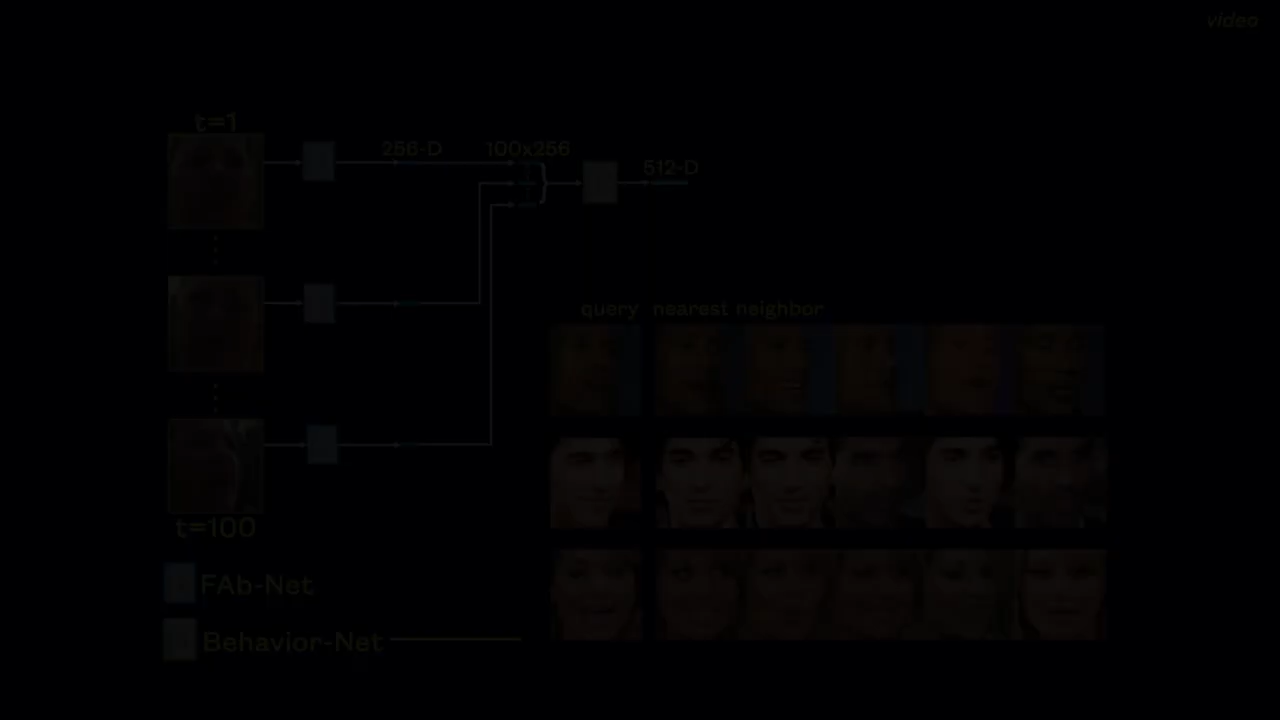 video
t=1
256-D
100x256
512-D
query nearest neighbor
t=100
FAb-Net
Behavior-Net